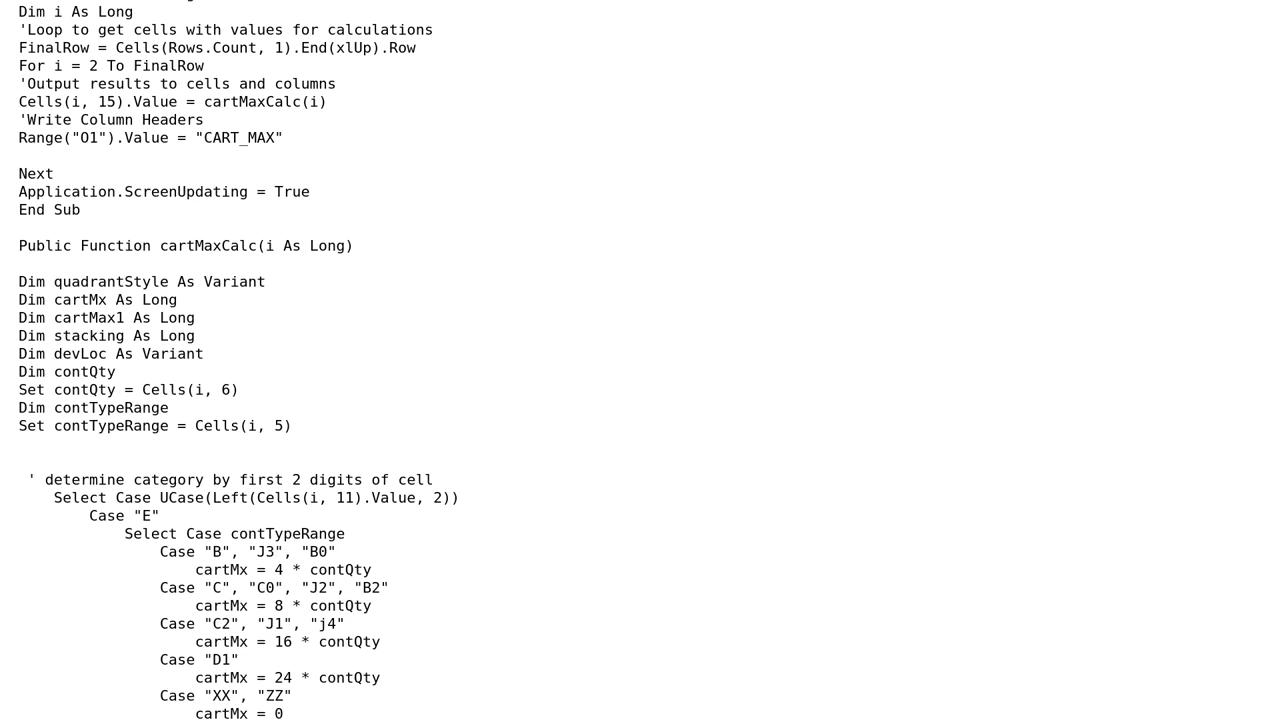 Dim i As Long
'Loop to get cells with values for calculations
FinalRow = Cells(Rows.Count, 1).End(xlUp).Row
For i = 2 To FinalRow
'Output results to cells and columns
Cells(i, 15).Value = cartMaxCalc(i)
'Write Column Headers
Range("O1").Value = "CART_MAX"
Next
Application.ScreenUpdating = True
End Sub
Public Function cartMaxCalc(i As Long)
Dim quadrantStyle As Variant
Dim cartMx As Long
Dim cartMax1 As Long
Dim stacking As Long
Dim devLoc As Variant
Dim contQty
Set contQty = Cells(i, 6)
Dim contTypeRange
Set contTypeRange = Cells(i, 5)
' determine category by first 2 digits of cell
Select Case UCase(Left(Cells(i, 11).Value, 2))
Case "E"
Select Case contTypeRange
Case "B", "J3", "B0"
cartMx = 4 * contQty
Case "C", "C0", "J2", "B2"
cartMx = 8 * contQty
Case "C2", "J1", "j4"
cartMx = 16 * contQty
Case "D1"
cartMx = 24 * contQty
Case "XX", "ZZ"
cartMx = 0